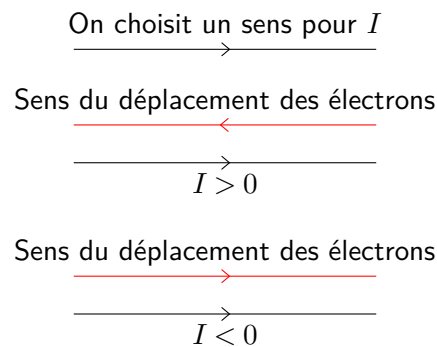 On choisit un sens pour I
Sens du déplacement des électrons
I > 0
Sens du déplacement des électrons
I < 0